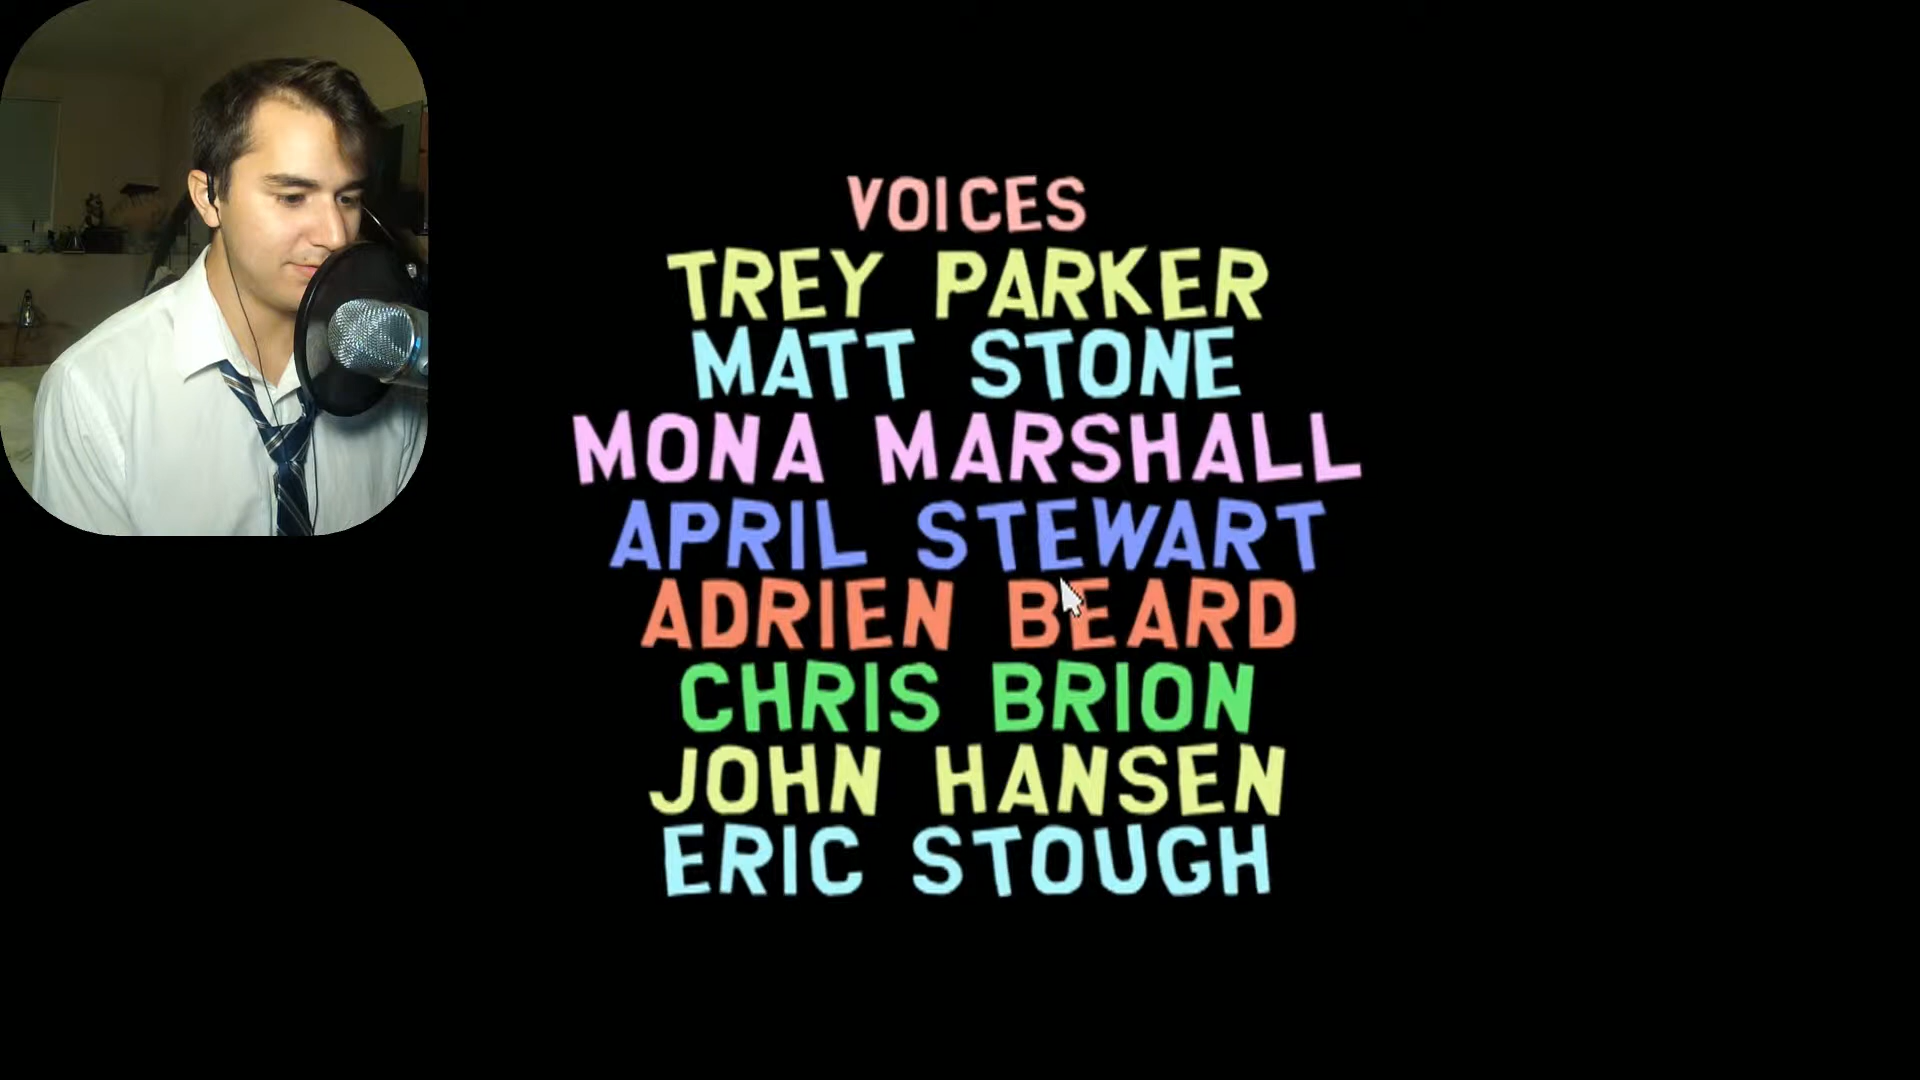 VOICES
TREY PARKER
MATT STONE
MONA MARSHALL
APRIL STEWART
ADRIEN BEARD
CHRIS BRION
JOHN HANSEN
ERIC STOUGH